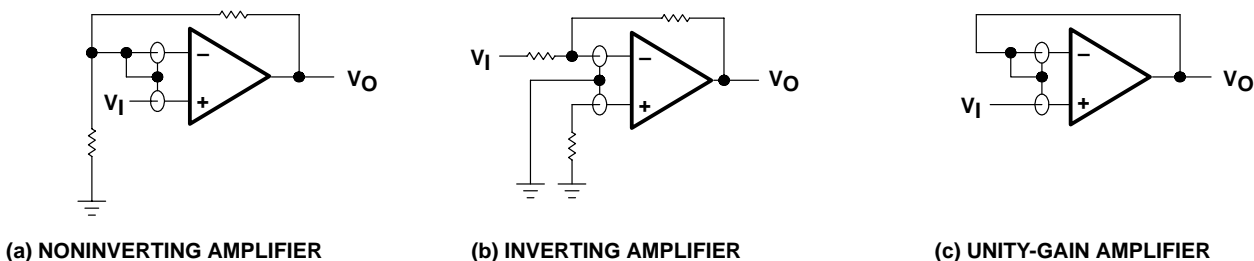 V_I − + V_O
V_I − + V_O
V_I − + V_O
(a) NONINVERTING AMPLIFIER
(b) INVERTING AMPLIFIER
(c) UNITY-GAIN AMPLIFIER